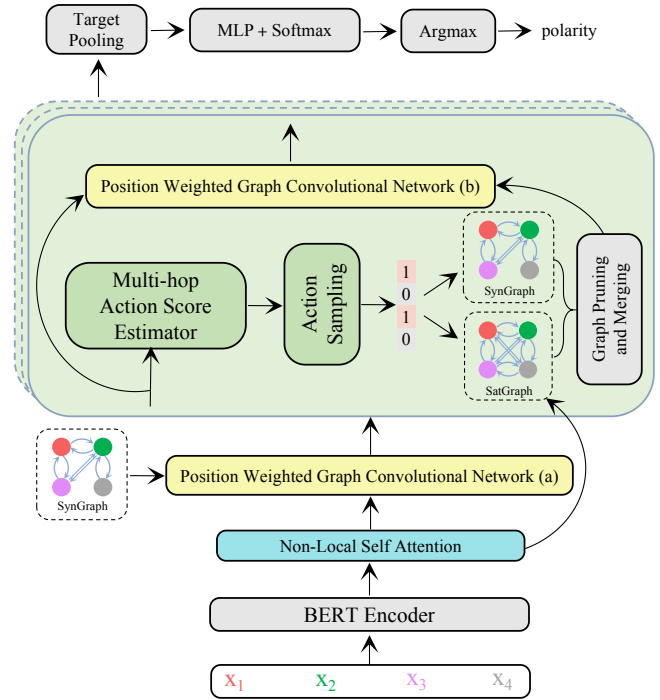 Target
Pooling
MLP + Softmax
Argmax
polarity
Position Weighted Graph Convolutional Network (b)
Multi-hop
Action Score
Estimator
Action
Sampling
1
0
1
0
SynGraph
SatGraph
Graph Pruning
and Merging
SynGraph
Position Weighted Graph Convolutional Network (a)
Non-Local Self Attention
BERT Encoder
x1 x2 x3 x4